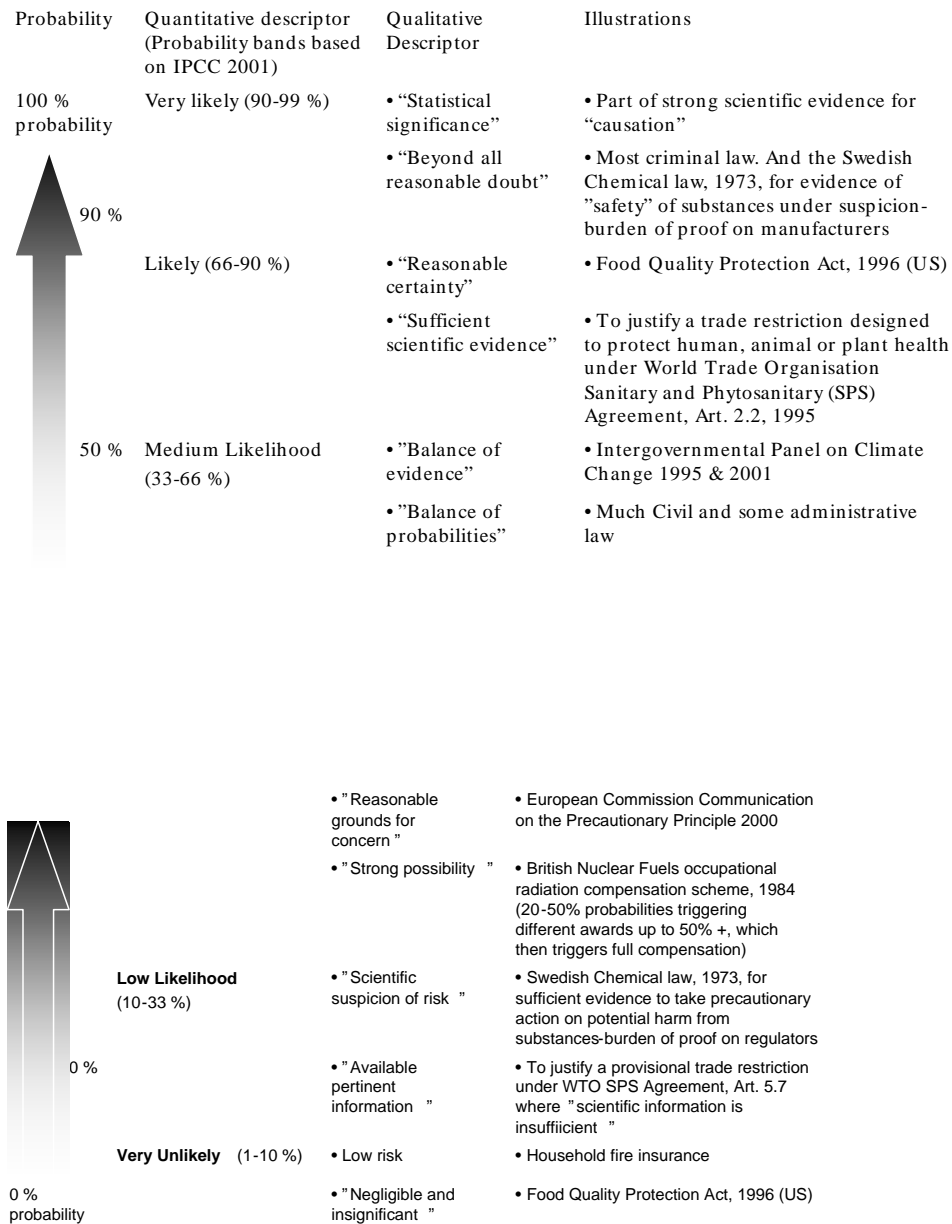 Probability Quantitative descriptor Qualitative Illustrations
(Probability bands based Descriptor
on IPCC 2001)
100 % Very likely (90-99 %) • “Statistical • Part of strong scientific evidence for
probability significance” “causation”
• “Beyond all • Most criminal law. And the Swedish
reasonable doubt” Chemical law, 1973, for evidence of
90 % ”safety” of substances under suspicion-
burden of proof on manufacturers
Likely (66-90 %) • “Reasonable • Food Quality Protection Act, 1996 (US)
certainty”
• “Sufficient • To justify a trade restriction designed
scientific evidence” to protect human, animal or plant health
under World Trade Organisation
Sanitary and Phytosanitary (SPS)
Agreement, Art. 2.2, 1995
50 % Medium Likelihood • ”Balance of • Intergovernmental Panel on Climate
(33-66 %) evidence” Change 1995 & 2001
• ”Balance of • Much Civil and some administrative
probabilities” law
• ”Reasonable • European Commission Communication
grounds for on the Precautionary Principle 2000
concern ”
• ”Strong possibility ” • British Nuclear Fuels occupational
radiation compensation scheme, 1984
(20-50% probabilities triggering
different awards up to 50% +, which
then triggers full compensation)
Low Likelihood • ”Scientific • Swedish Chemical law, 1973, for
(10-33 %) suspicion of risk ” sufficient evidence to take precautionary
action on potential harm from
substances-burden of proof on regulators
0 % • ”Available • To justify a provisional trade restriction
pertinent under WTO SPS Agreement, Art. 5.7
information ” where ”scientific information is
insuffiicient ”
Very Unlikely (1-10 %) • Low risk • Household fire insurance
0 % • ”Negligible and • Food Quality Protection Act, 1996 (US)
probability insignificant ”